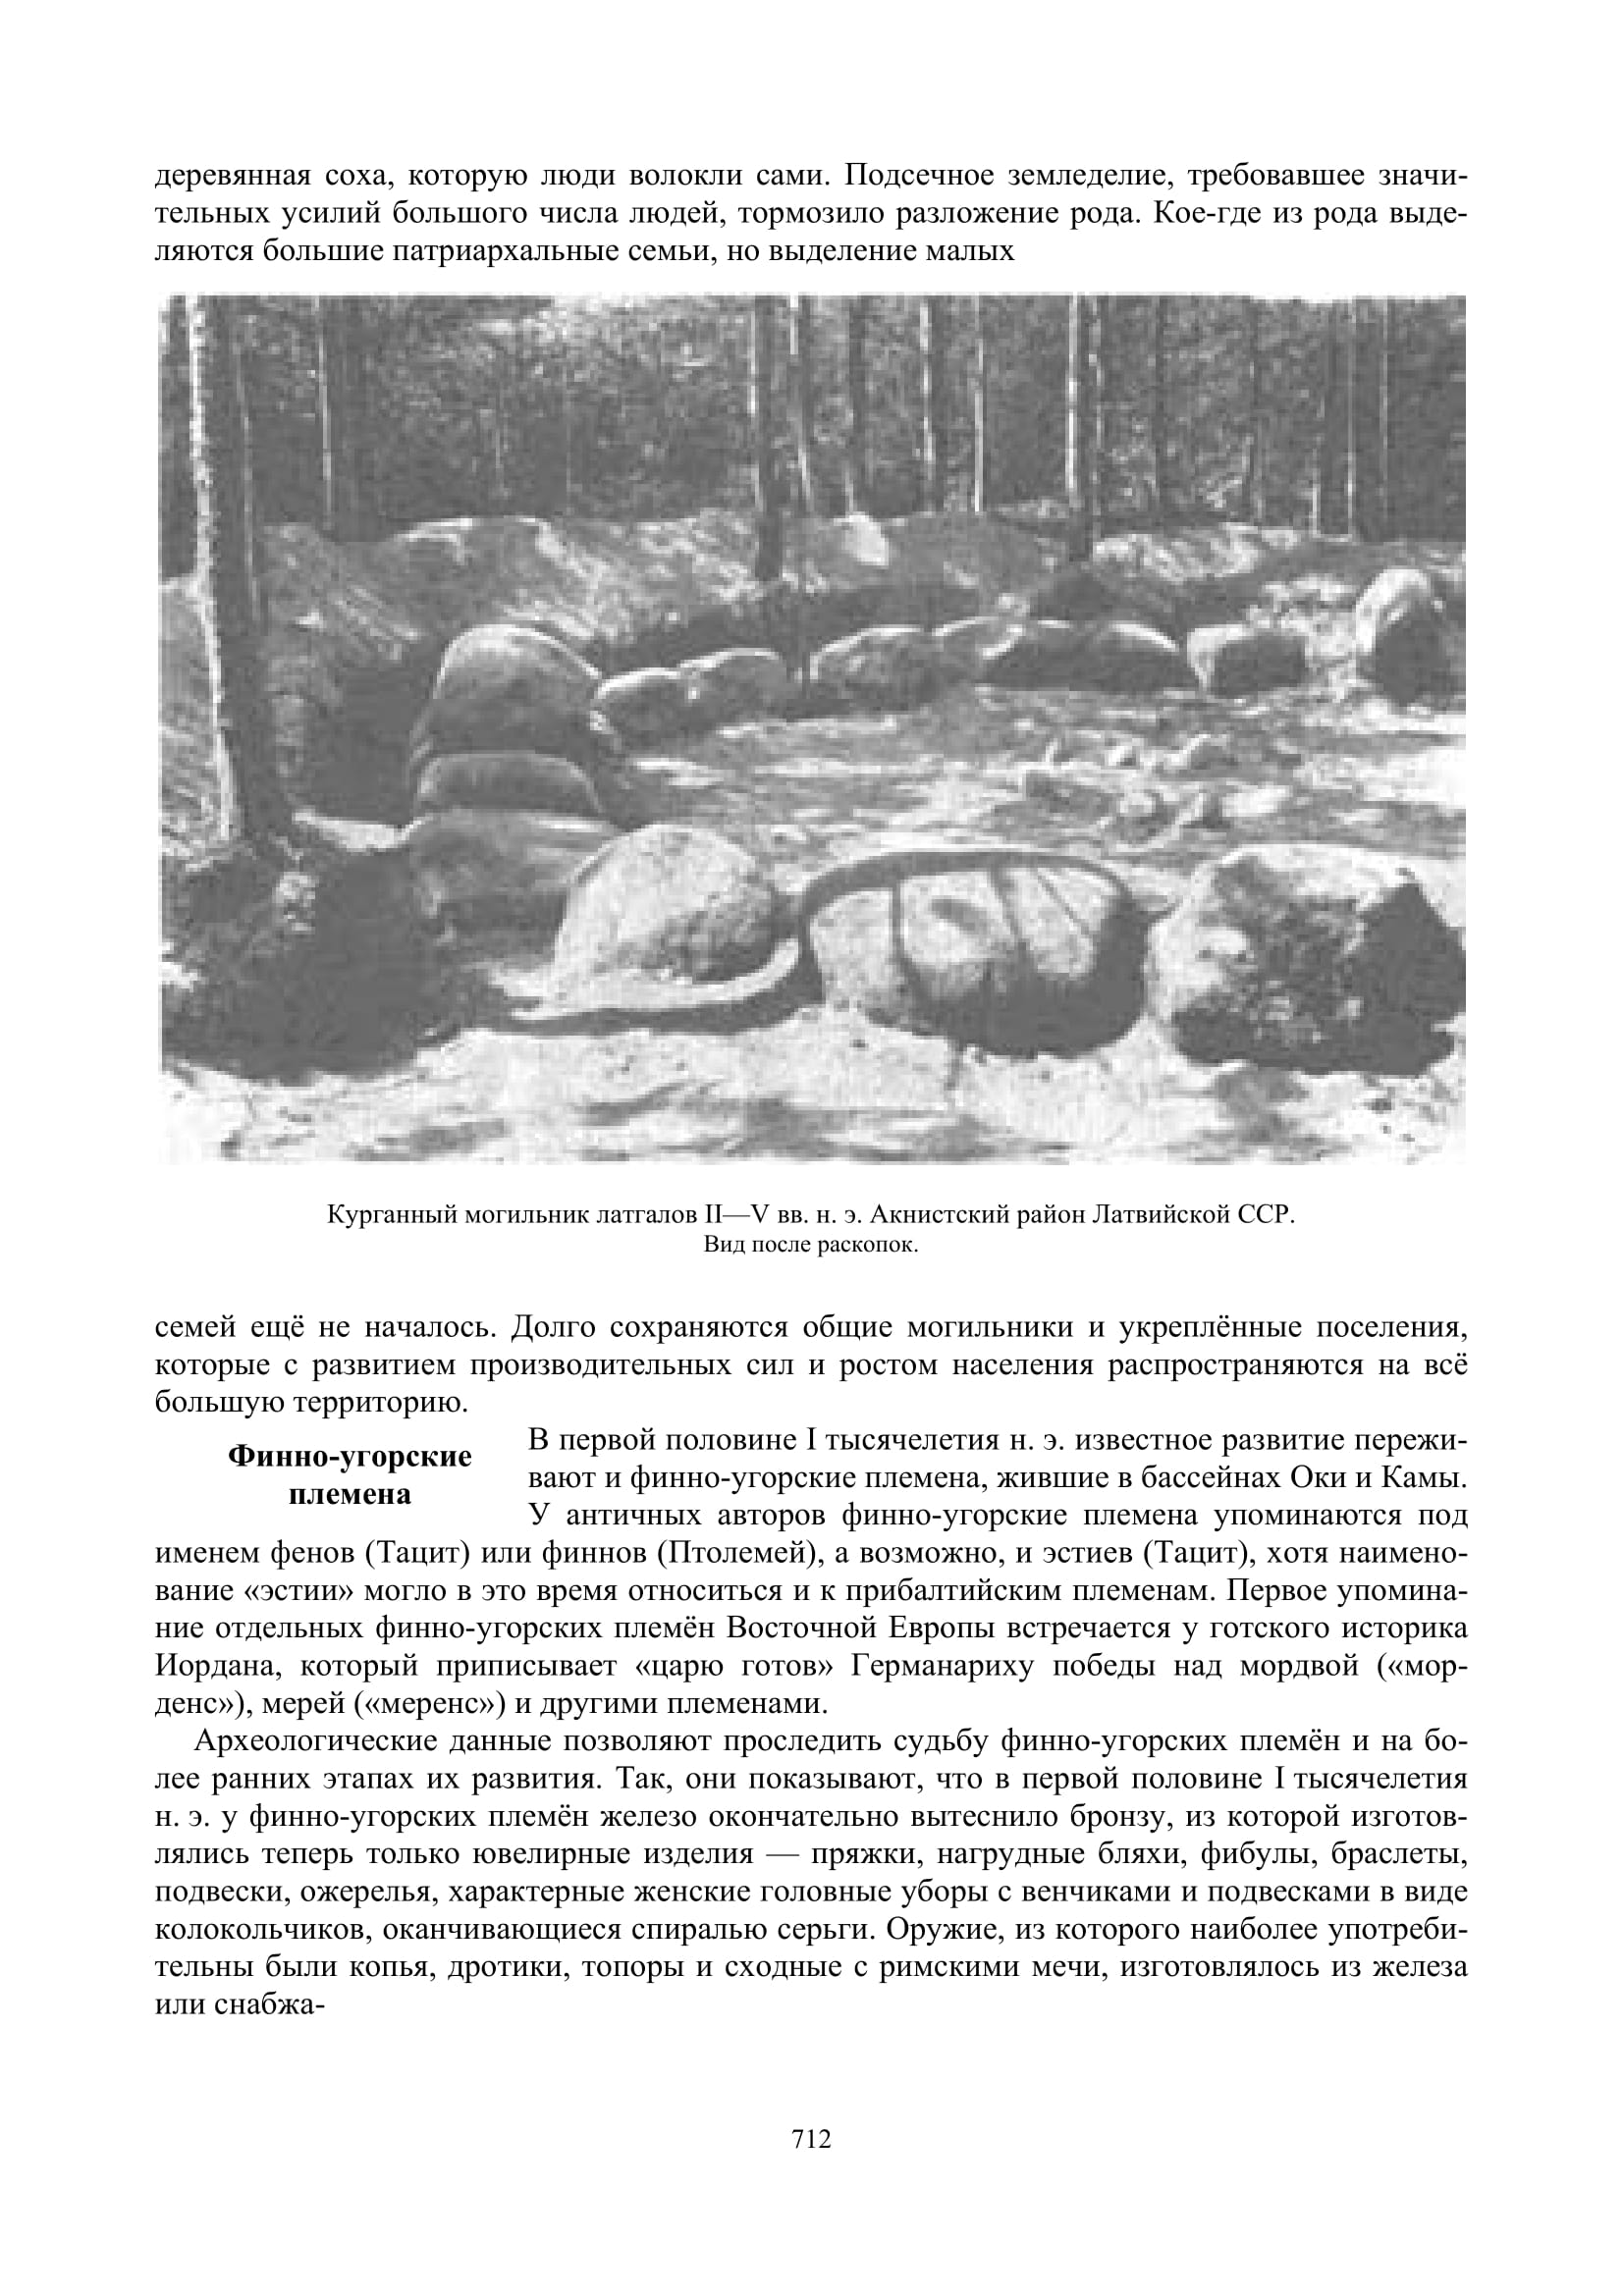 деревянная соха, которую люди волокли сами. Подсечное земледелие, требовавшее значи-
тельных усилий большого числа людей, тормозило разложение рода. Кое-где из рода выде-
ляются большие патриархальные семьи, но выделение малых
Курганный могильник латгалов II—V вв. н. э. Акнистский район Латвийской ССР.
Вид после раскопок.
семей ещё не началось. Долго сохраняются общие могильники и укреплённые поселения,
которые с развитием производительных сил и ростом населения распространяются на всё
большую территорию.
Финно-угорские
племена
В первой половине I тысячелетия н. э. известное развитие пережи-
вают и финно-угорские племена, жившие в бассейнах Оки и Камы.
У античных авторов финно-угорские племена упоминаются под
именем фенов (Тацит) или финнов (Птолемей), а возможно, и эстиев (Тацит), хотя наимено-
вание «эстии» могло в это время относиться и к прибалтийским племенам. Первое упомина-
ние отдельных финно-угорских племён Восточной Европы встречается у готского историка
Иордана, который приписывает «царю готов» Германариху победы над мордвой («мор-
денс»), мерей («меренс») и другими племенами.
Археологические данные позволяют проследить судьбу финно-угорских племён и на бо-
лее ранних этапах их развития. Так, они показывают, что в первой половине I тысячелетия
н. э. у финно-угорских племён железо окончательно вытеснило бронзу, из которой изготов-
лялись теперь только ювелирные изделия — пряжки, нагрудные бляхи, фибулы, браслеты,
подвески, ожерелья, характерные женские головные уборы с венчиками и подвесками в виде
колокольчиков, оканчивающиеся спиралью серьги. Оружие, из которого наиболее употреби-
тельны были копья, дротики, топоры и сходные с римскими мечи, изготовлялось из железа
или снабжа-
712